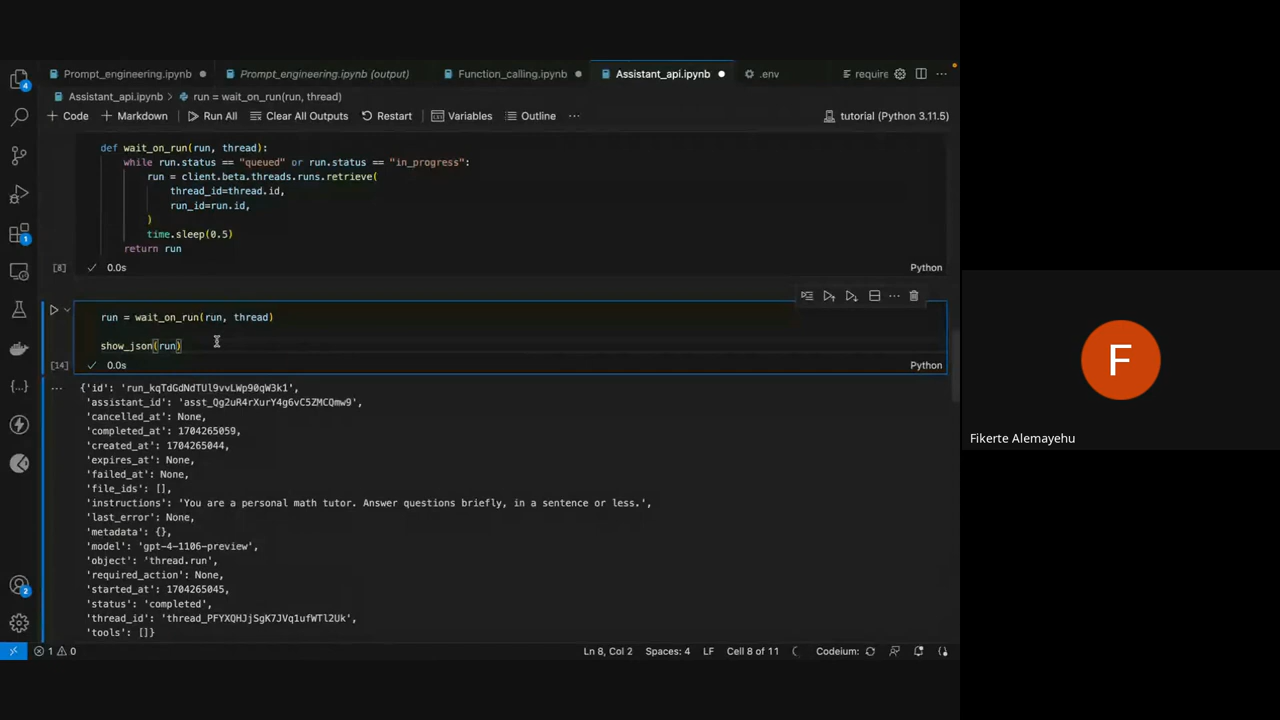 Prompt_engineering.ipynb
Prompt_engineering.ipynb (output)
Function_calling.ipynb
Assistant_api.ipynb
.env
require
Assistant_api.ipynb > run = wait_on_run(run, thread)
+ Code + Markdown Run All Clear All Outputs Restart Variables Outline ...
tutorial (Python 3.11.5)
def wait_on_run(run, thread):
while run.status == "queued" or run.status == "in_progress":
run = client.beta.threads.runs.retrieve(
thread_id=thread.id,
run_id=run.id,
)
time.sleep(0.5)
return run
[8] 0.0s Python
run = wait_on_run(run, thread)
show_json(run)
[14] 0.0s Python
{'id': 'run_kqTdGdNdTUl9vvLWp90qW3k1',
'assistant_id': 'asst_Qg2uR4rXurY4g6vC5ZMCQmw9',
'cancelled_at': None,
'completed_at': 1704265059,
'created_at': 1704265044,
'expires_at': None,
'failed_at': None,
'file_ids': [],
'instructions': 'You are a personal math tutor. Answer questions briefly, in a sentence or less.',
'last_error': None,
'metadata': {},
'model': 'gpt-4-1106-preview',
'object': 'thread.run',
'required_action': None,
'started_at': 1704265045,
'status': 'completed',
'thread_id': 'thread_PFYXQHJjSgK7JVq1ufWTl2Uk',
'tools': []}
4
1
2
1 0
Ln 8, Col 2 Spaces: 4 LF Cell 8 of 11 Codeium:
F
Fikerte Alemayehu